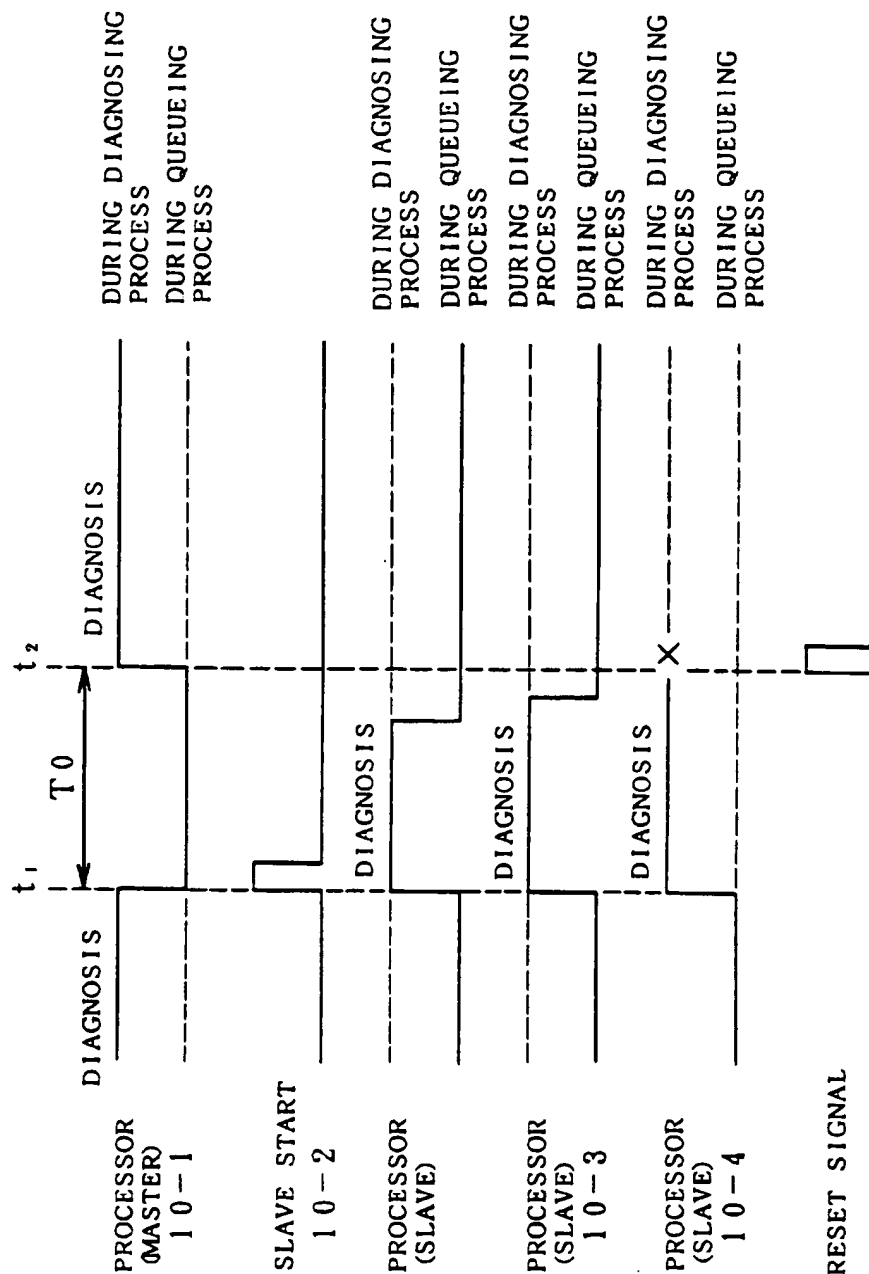 t₁
t₂
T0
PROCESSOR
(MASTER)
10-1
DIAGNOSIS
DIAGNOSIS
DURING DIAGNOSING
PROCESS
DURING QUEUEING
PROCESS
SLAVE START
10-2
PROCESSOR
(SLAVE)
DIAGNOSIS
DURING DIAGNOSING
PROCESS
DURING QUEUEING
PROCESS
PROCESSOR
(SLAVE)
10-3
DIAGNOSIS
DURING DIAGNOSING
PROCESS
DURING QUEUEING
PROCESS
PROCESSOR
(SLAVE)
10-4
DIAGNOSIS
X
DURING DIAGNOSING
PROCESS
DURING QUEUEING
PROCESS
RESET SIGNAL